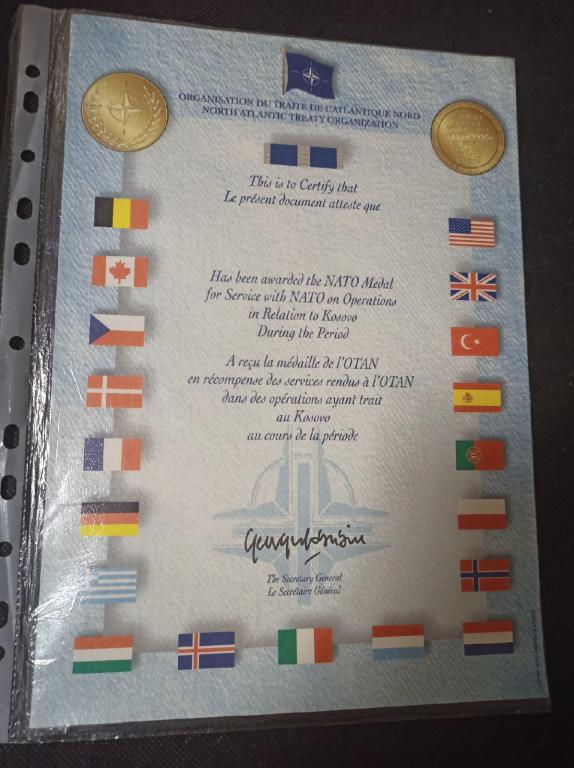 ORGANISATION DU TRAITE DE L'ATLANTIQUE NORD
NORTH ATLANTIC TREATY ORGANIZATION
This is to Certify that
Le présent document atteste que
Has been awarded the NATO Medal
for Service with NATO on Operations
in Relation to Kosovo
During the Period
A reçu la médaille de l'OTAN
en récompense des services rendus à l'OTAN
dans des opérations ayant trait
au Kosovo
au cours de la période
The Secretary General
Le Secrétaire Général